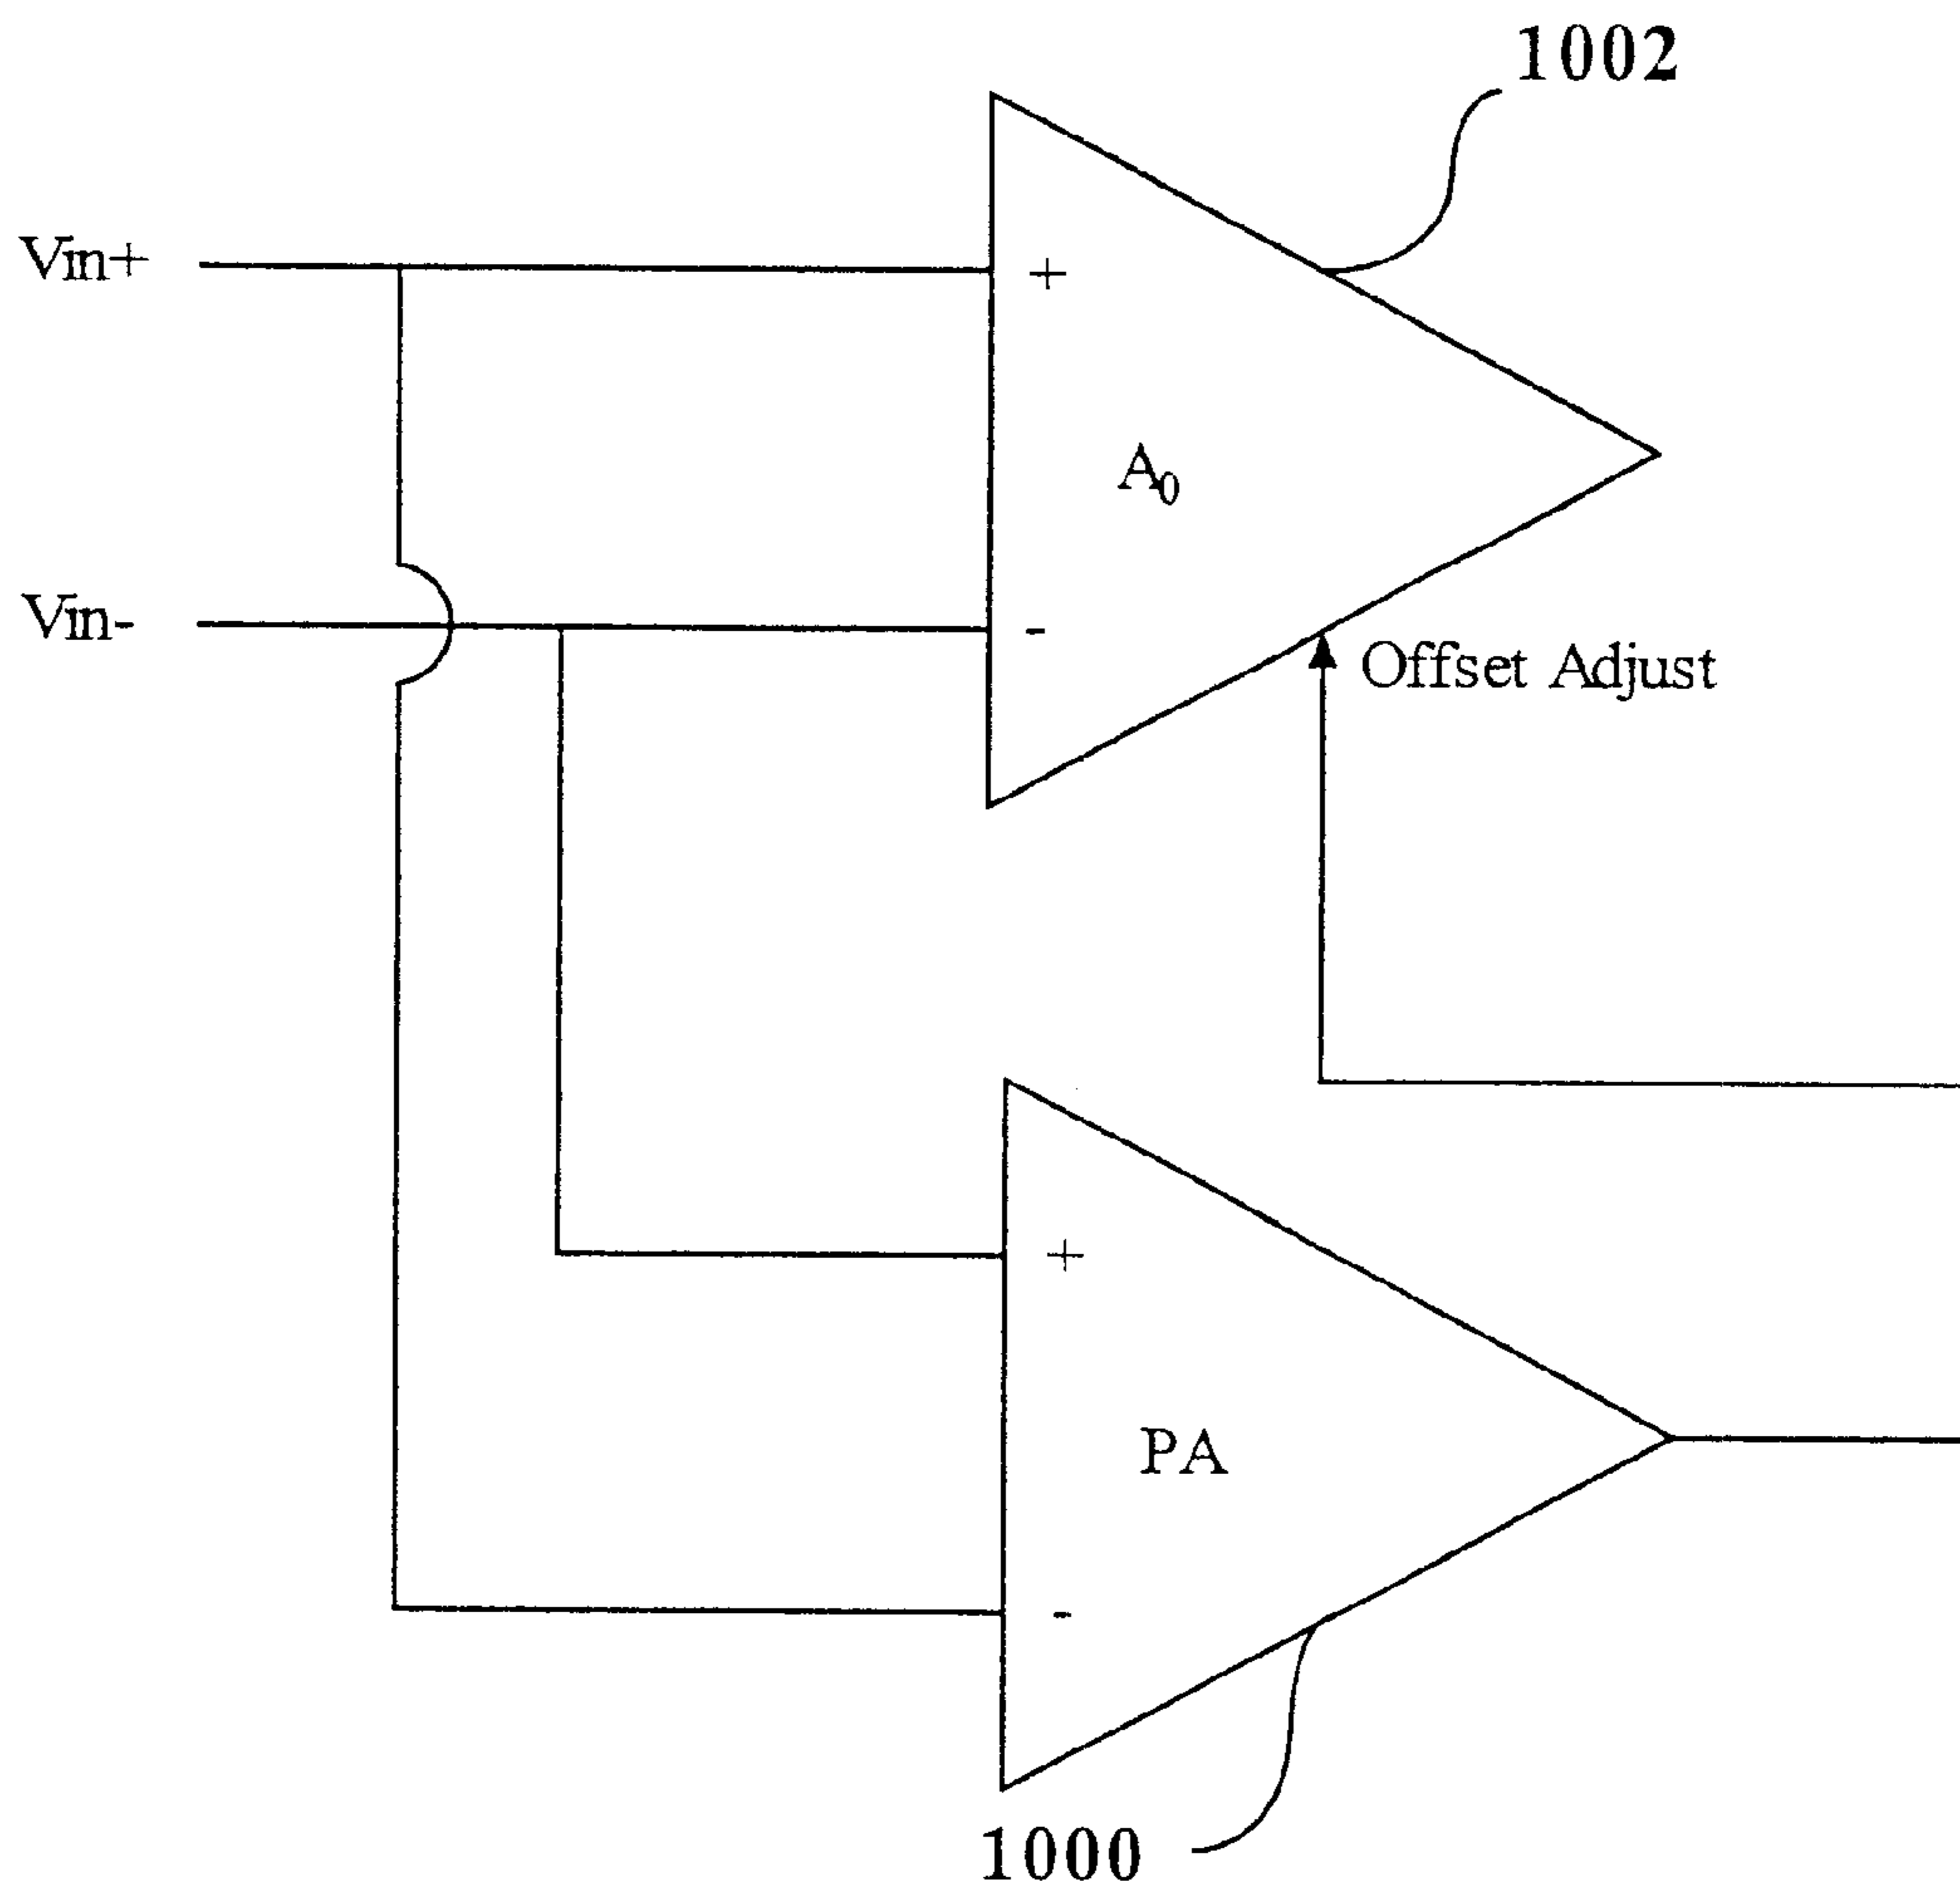 1002
Vin+
+
A0
Vin-
-
Offset Adjust
+
PA
-
1000